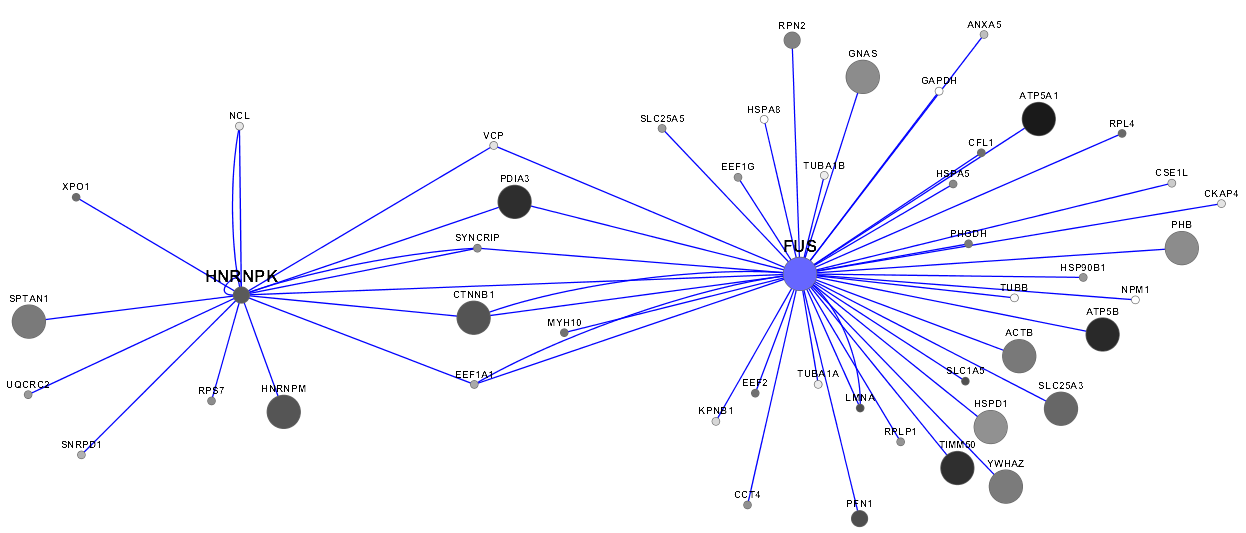 ANXA5
RPN2
GNAS
GAPDH
ATP5A1
HSPA8
NCL
SLC25A5
RPL4
VCP
CFL1
EEF1G
TUBA1B
HSPA5
CSE1L
PDIA3
XPO1
CKAP4
PHB
SYNCRIP
PHGDH
FUS
HSP90B1
HNRNPK
TUBB
NPM1
SPTAN1
CTNNB1
MYH10
ATP5B
ACTB
EEF1A1
TUBA1A
SLC1A5
UQCRC2
RPS7
HNRNPM
EEF2
SLC25A3
LMNA
KPNB1
HSPD1
RPLP1
SNRPD1
TIMM50
YWHAZ
CCT4
PFN1